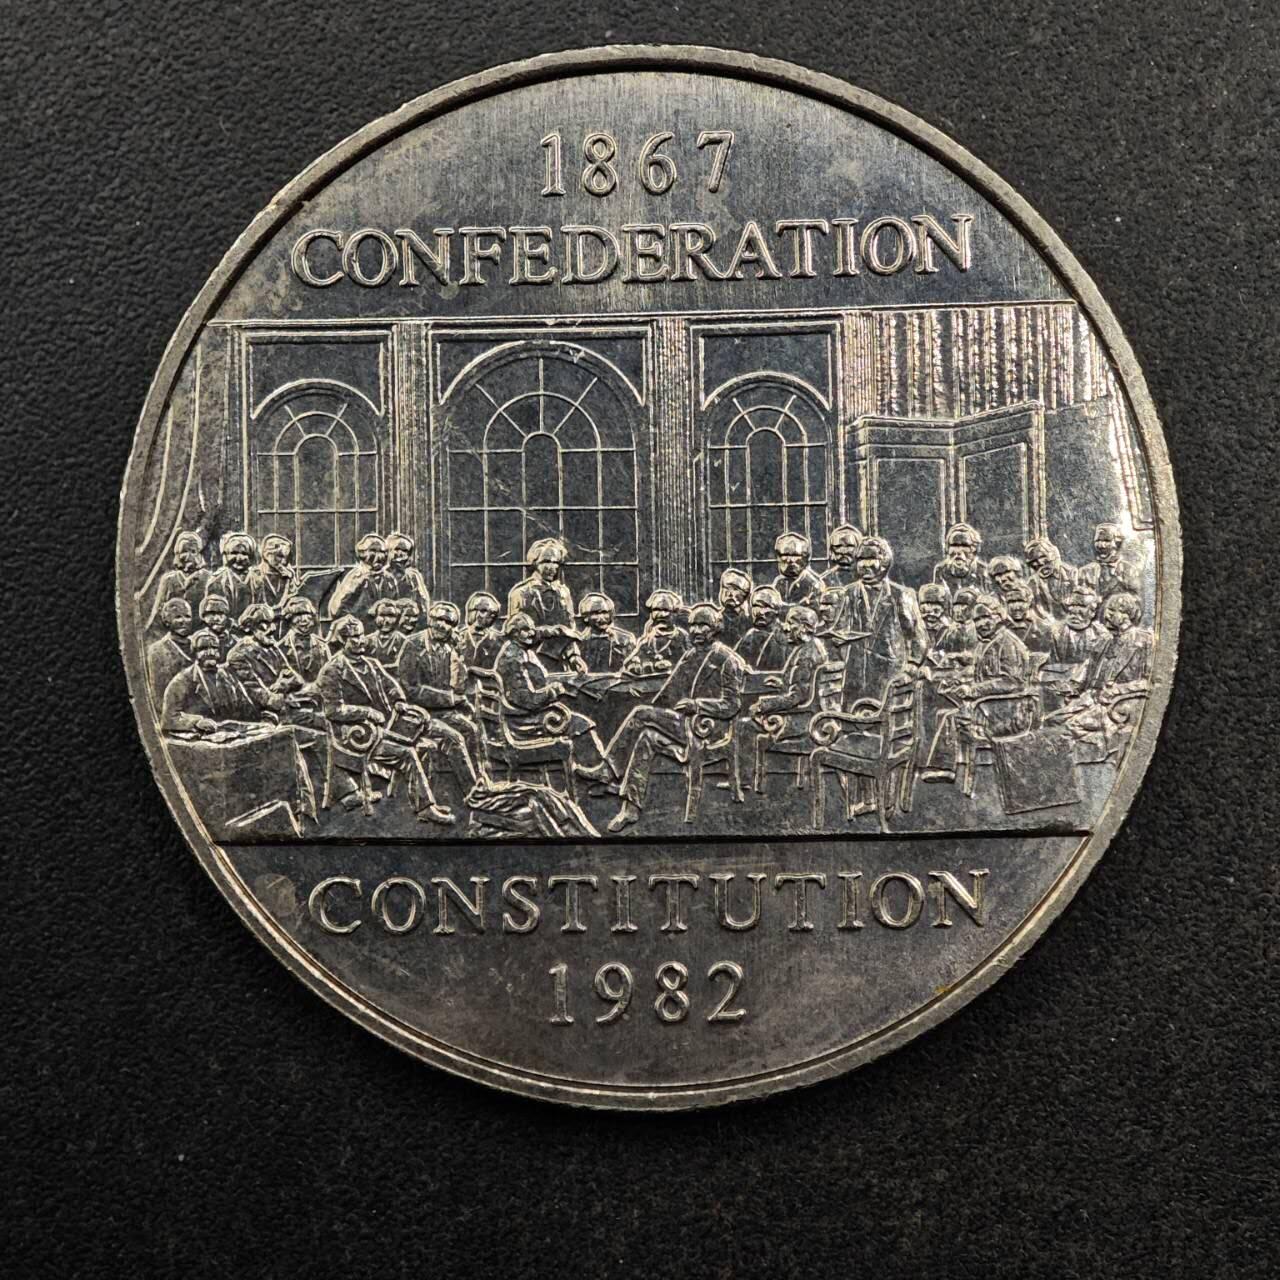 1867
CONFEDERATION
CONSTITUTION
1982